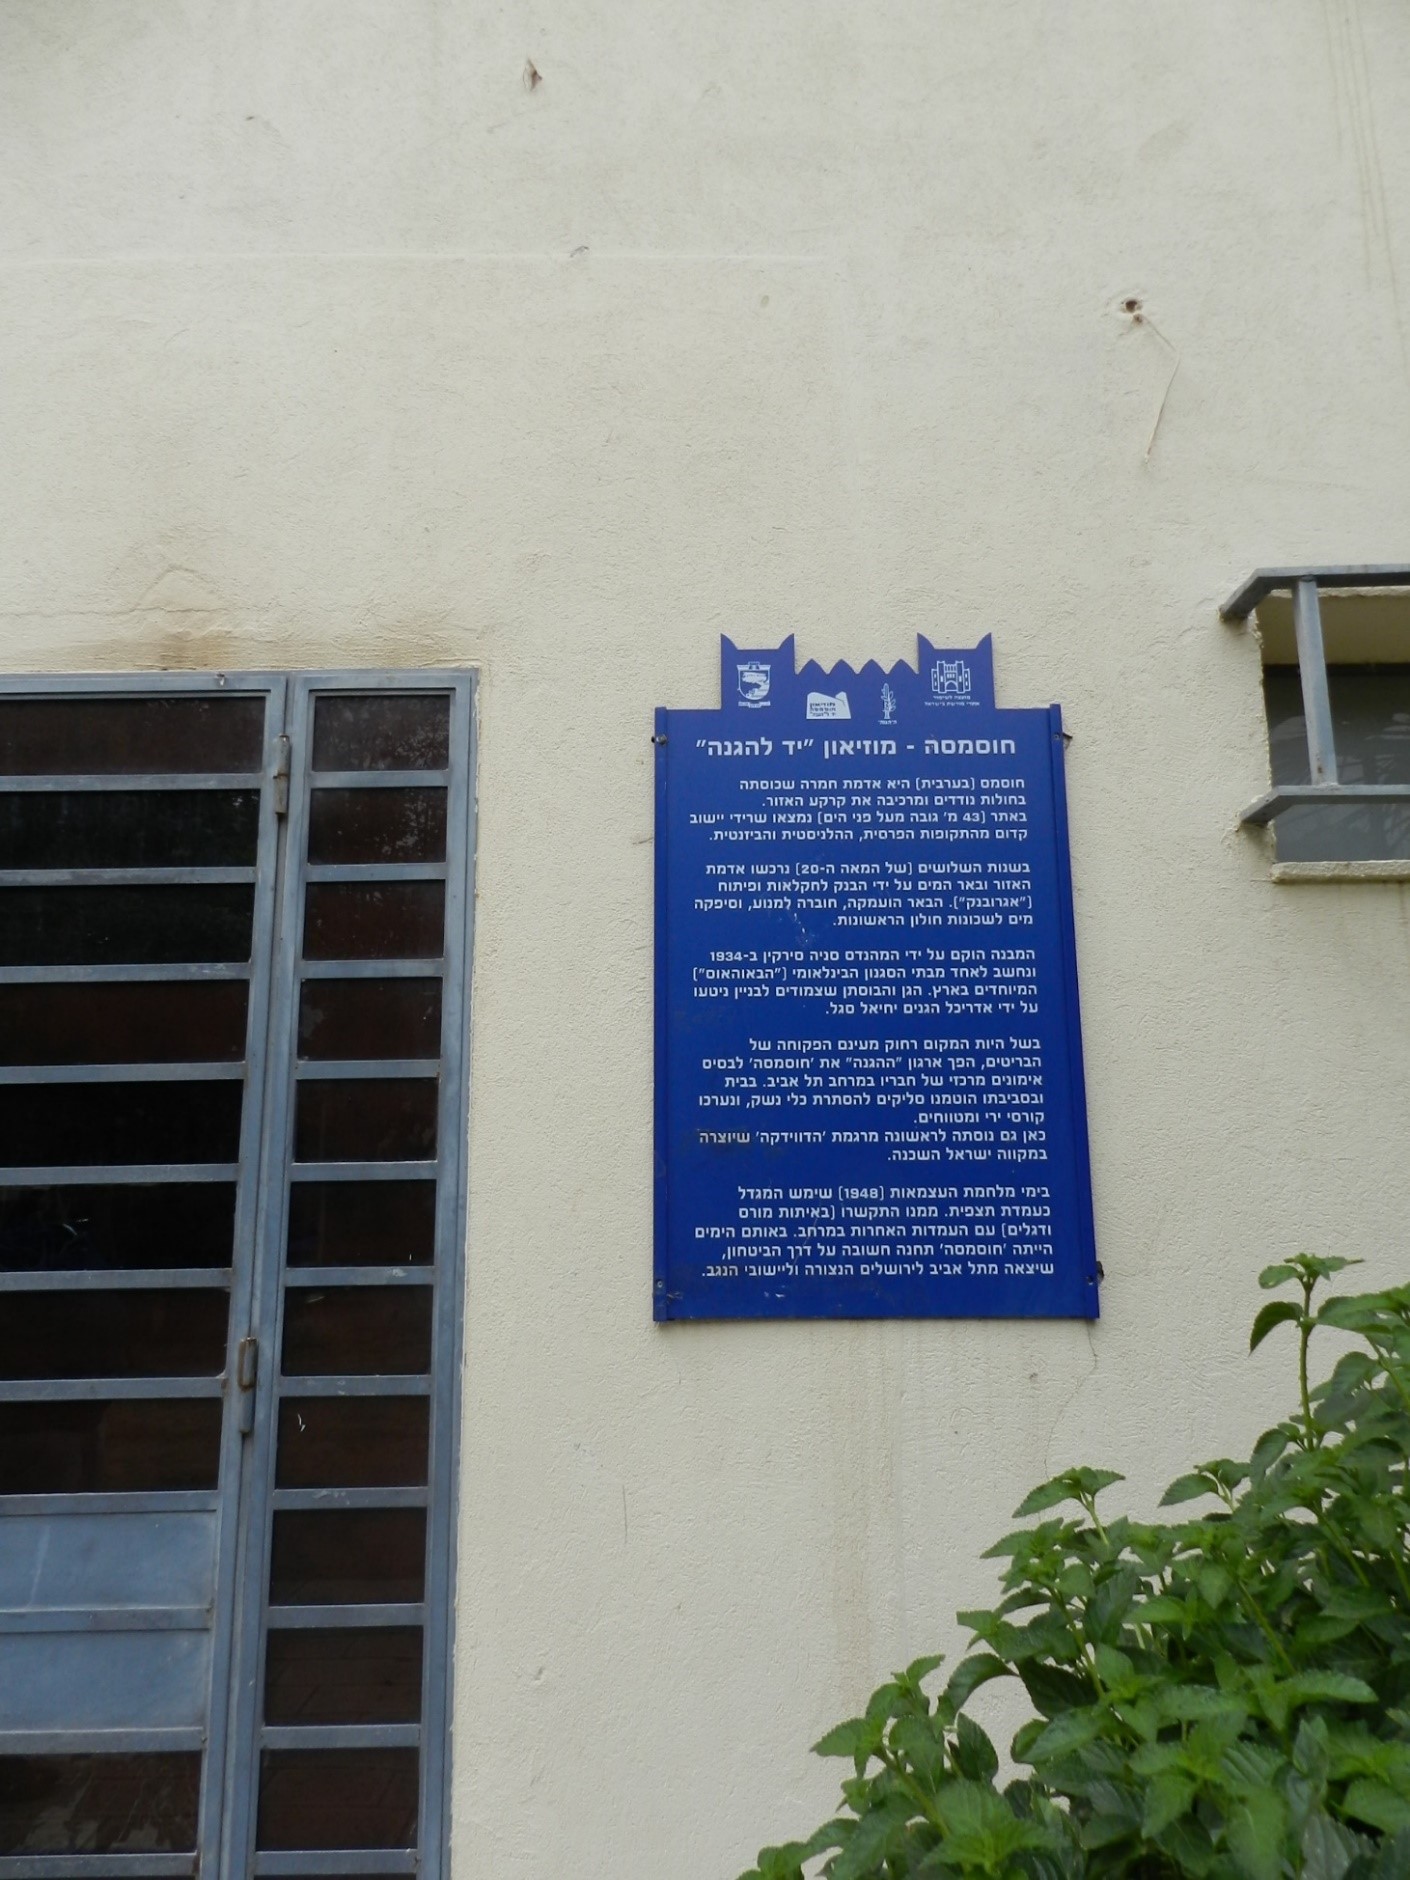 חוסמסה - מוזיאון "יד להגנה"
חוסמס (בערבית) היא אדמת חמרה שכוסתה
בחולות נודדים ומרכיבה את קרקע האזור.
באתר (43 מ' גובה מעל פני הים) נמצאו שרידי יישוב
קדום מהתקופות הפרסית, ההלניסטית והביזנטית.
בשנות השלושים (של המאה ה-20) נרכשו אדמת
האזור ובאר המים על ידי הבנק לחקלאות ופיתוח
("אגרובנק"). הבאר הועמקה, חוברה למנוע, וסיפקה
מים לשכונות חולון הראשונות.
המבנה הוקם על ידי המהנדס סניה סירקין ב-1934
ונחשב לאחד מבתי הסגנון הבינלאומי ("הבאוהאוס")
המיוחדים בארץ. הגן והבוסתן שצמודים לבניין ניטעו
על ידי אדריכל הגנים יחיאל סגל.
בשל היות המקום רחוק מעינם הפקוחה של
הבריטים, הפך ארגון "ההגנה" את 'חוסמסה' לבסיס
אימונים מרכזי של חבריו במרחב תל אביב. בבית
ובסביבתו הוטמנו סליקים להסתרת כלי נשק, ונערכו
קורסי ירי ומטווחים.
כאן גם נוסתה לראשונה מרגמת 'הדווידקה' שיוצרה
במקווה ישראל השכנה.
בימי מלחמת העצמאות (1948) שימש המגדל
כעמדת תצפית. ממנו התקשרו (באיתות מורס
ודגלים) עם העמדות האחרות במרחב. באותם הימים
הייתה 'חוסמסה' תחנה חשובה על דרך הביטחון,
שיצאה מתל אביב לירושלים הנצורה וליישובי הנגב.